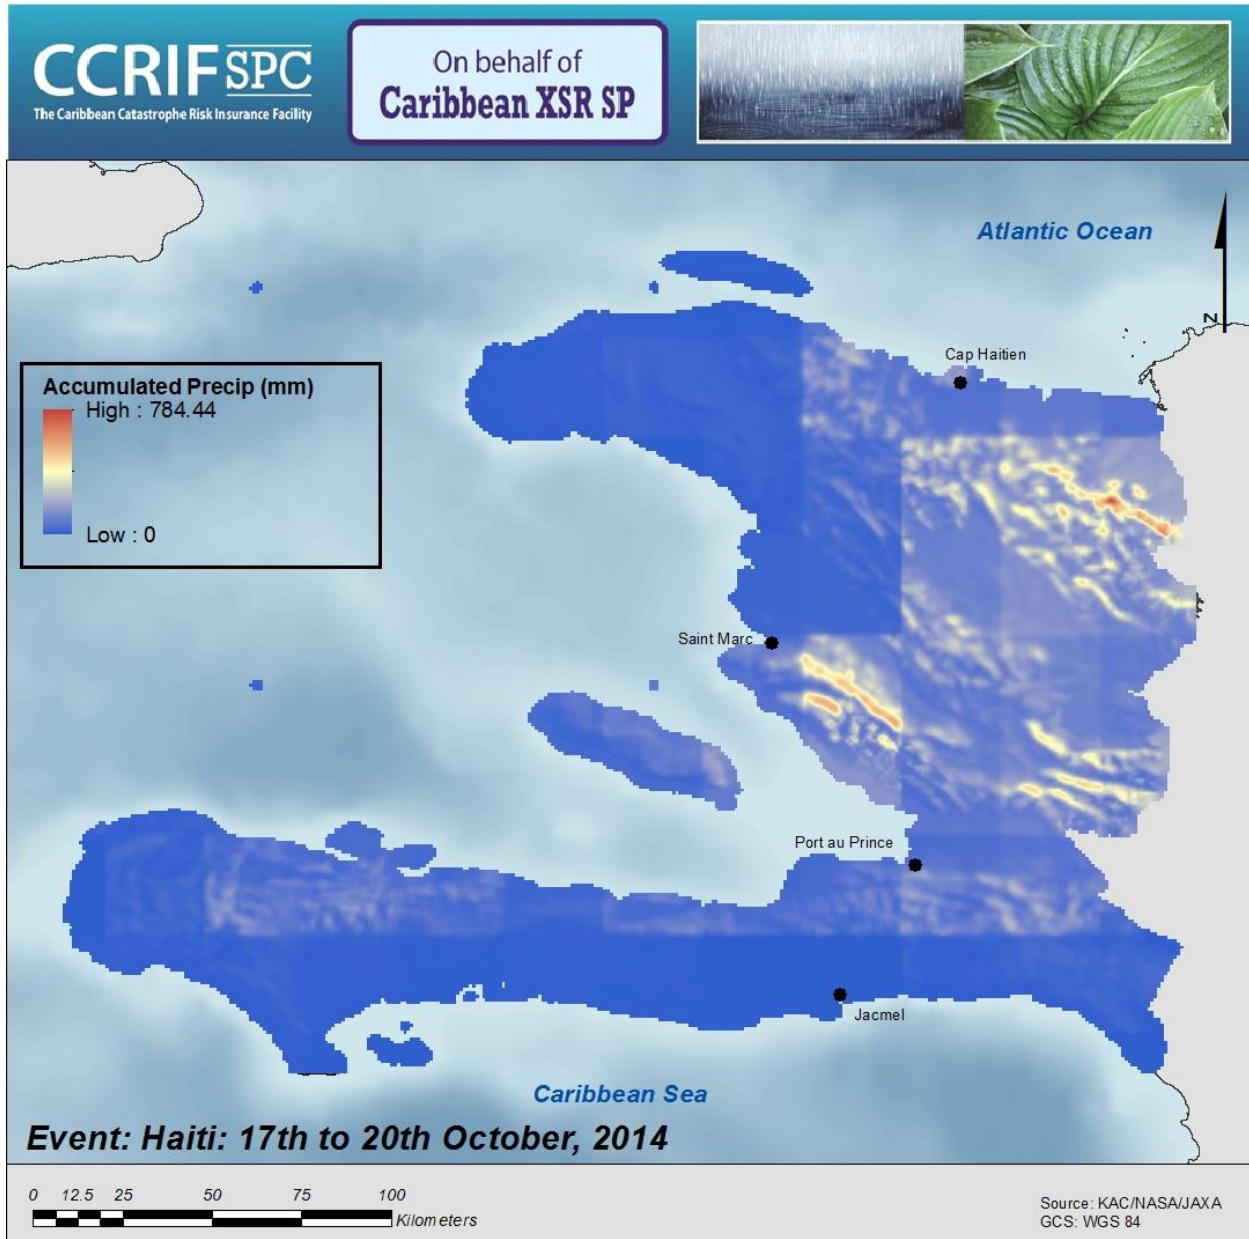 CCRIF SPC
The Caribbean Catastrophe Risk Insurance Facility
On behalf of
Caribbean XSR SP
Atlantic Ocean
N
Cap Haitien
Accumulated Precip (mm)
High : 784.44
Low : 0
Saint Marc
Port au Prince
Jacmel
Caribbean Sea
Event: Haiti: 17th to 20th October, 2014
0 12.5 25 50 75 100
Kilometers
Source: KAC/NASA/JAXA
GCS: WGS 84